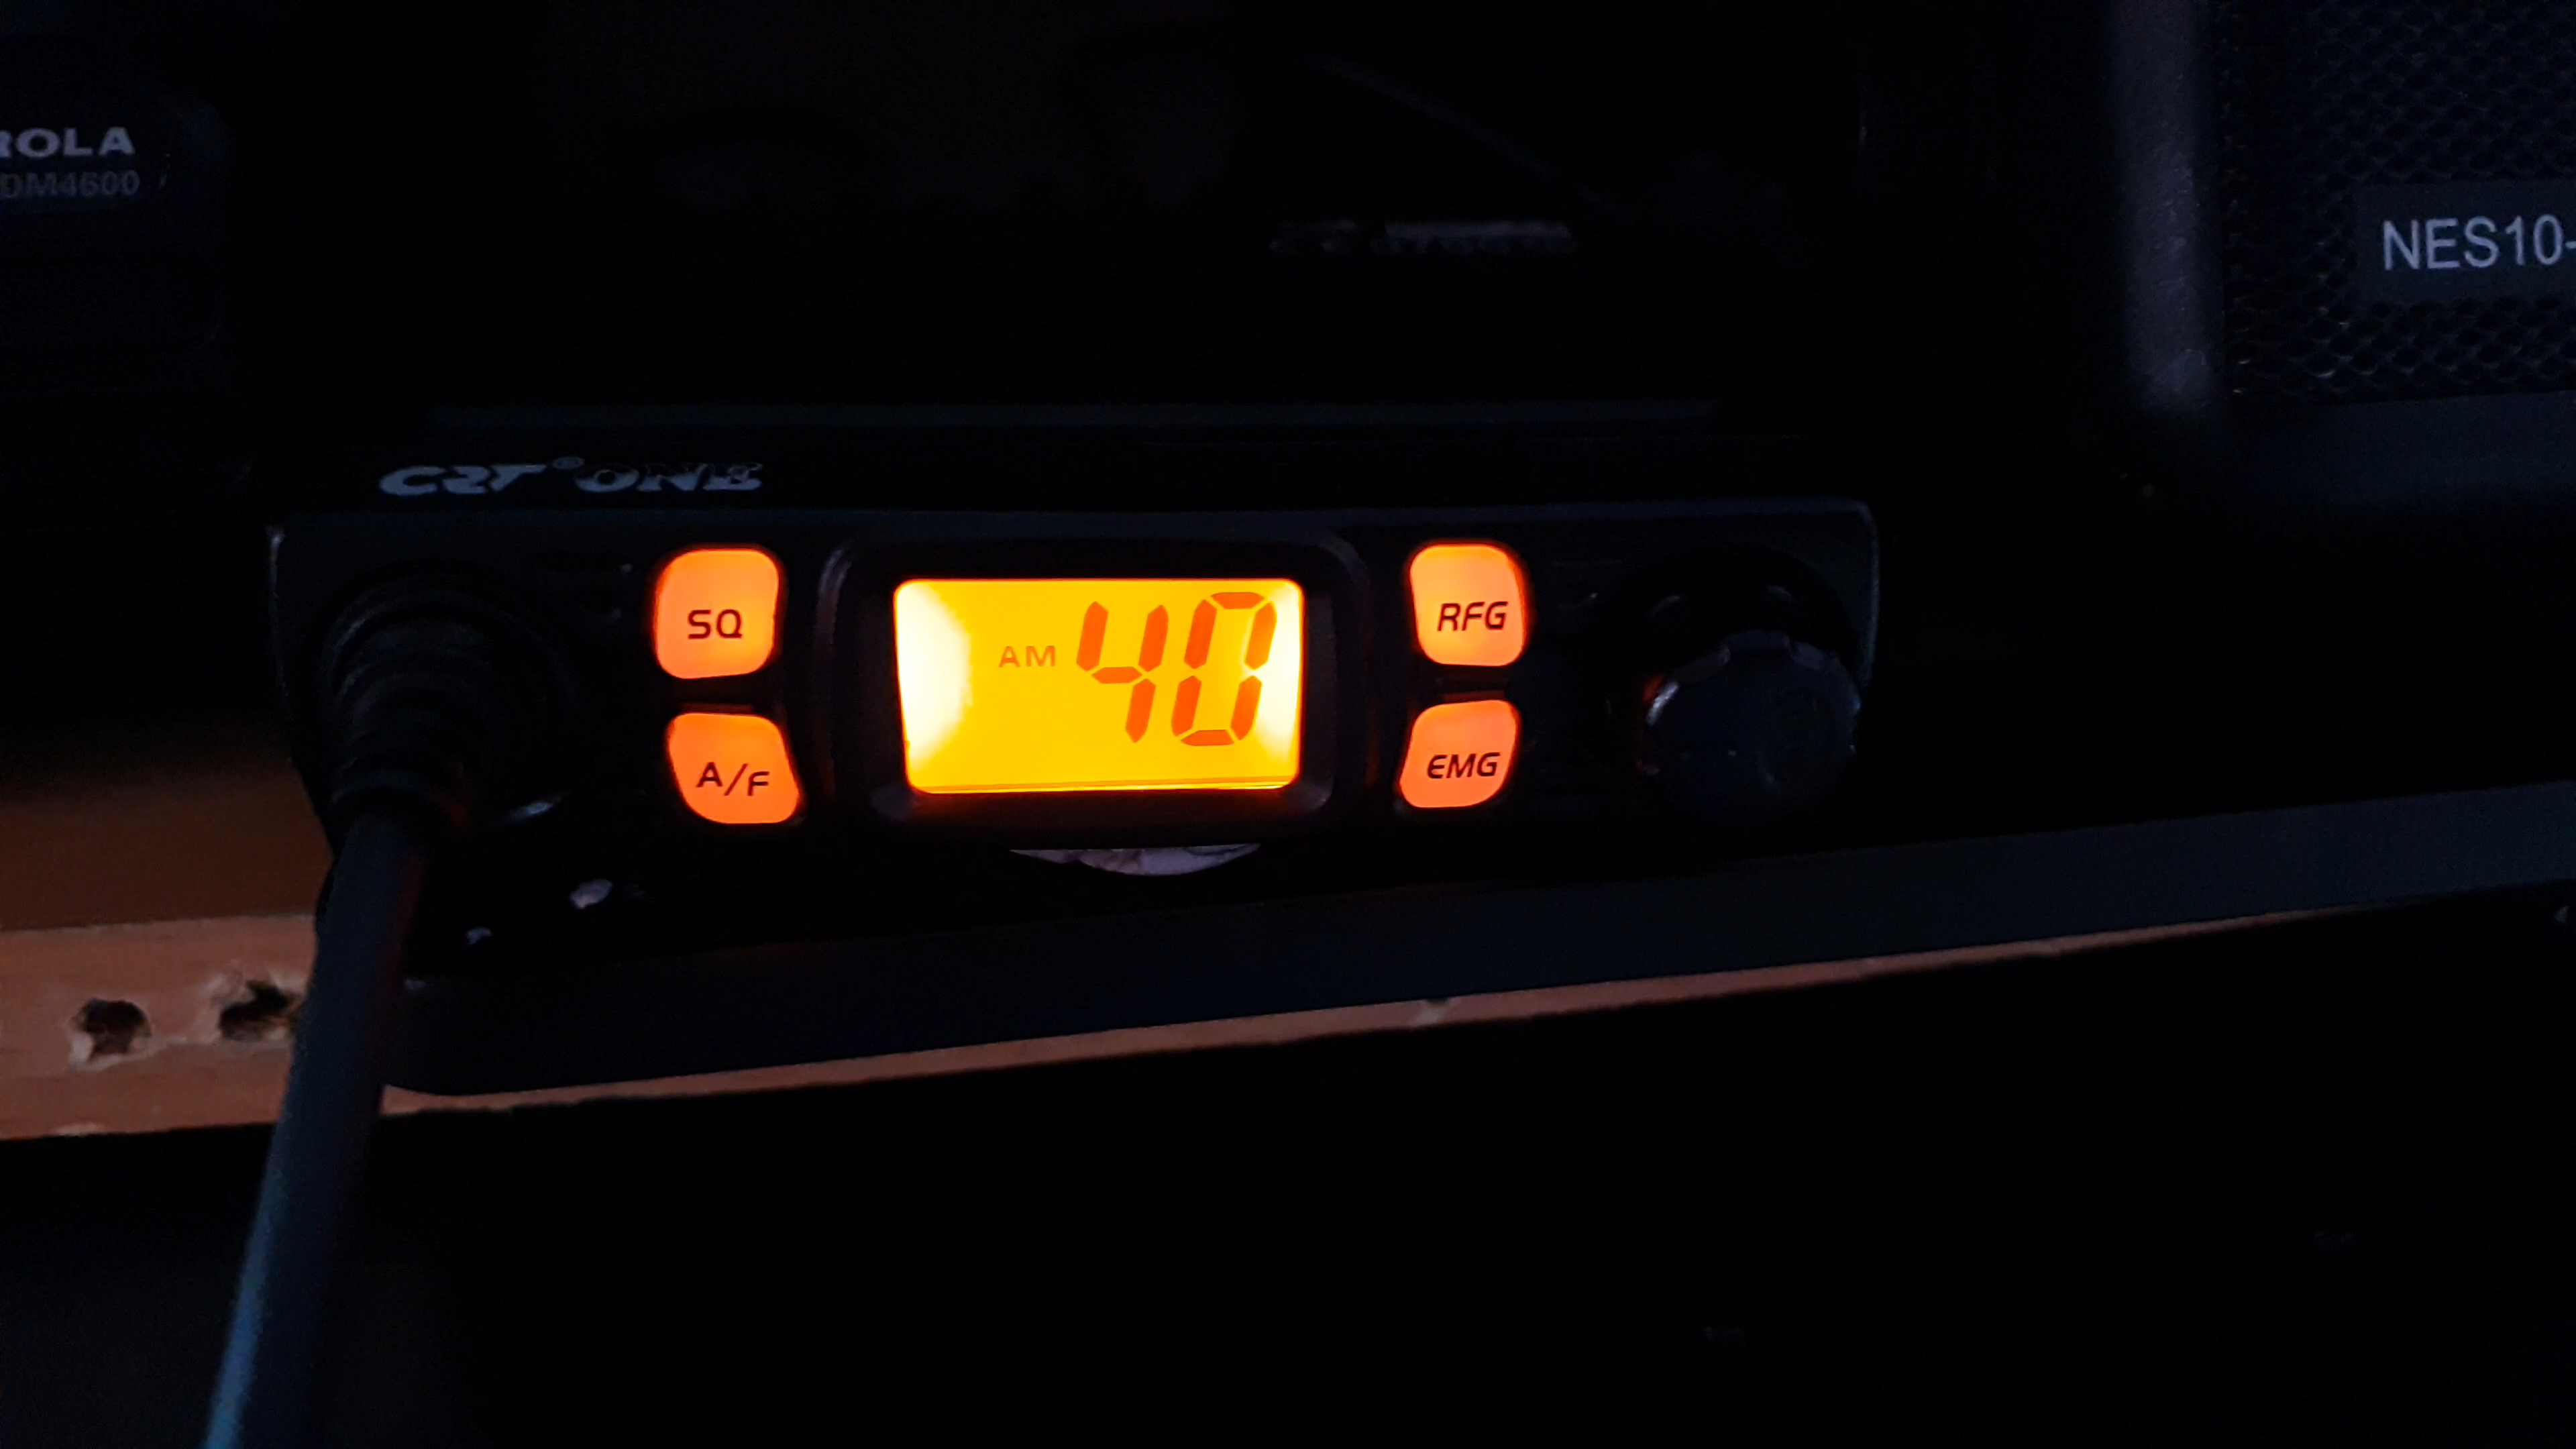 ROLA
DM4600
NES10-
CRT® ONE
SQ
RFG
AM 40
A/F
EMG